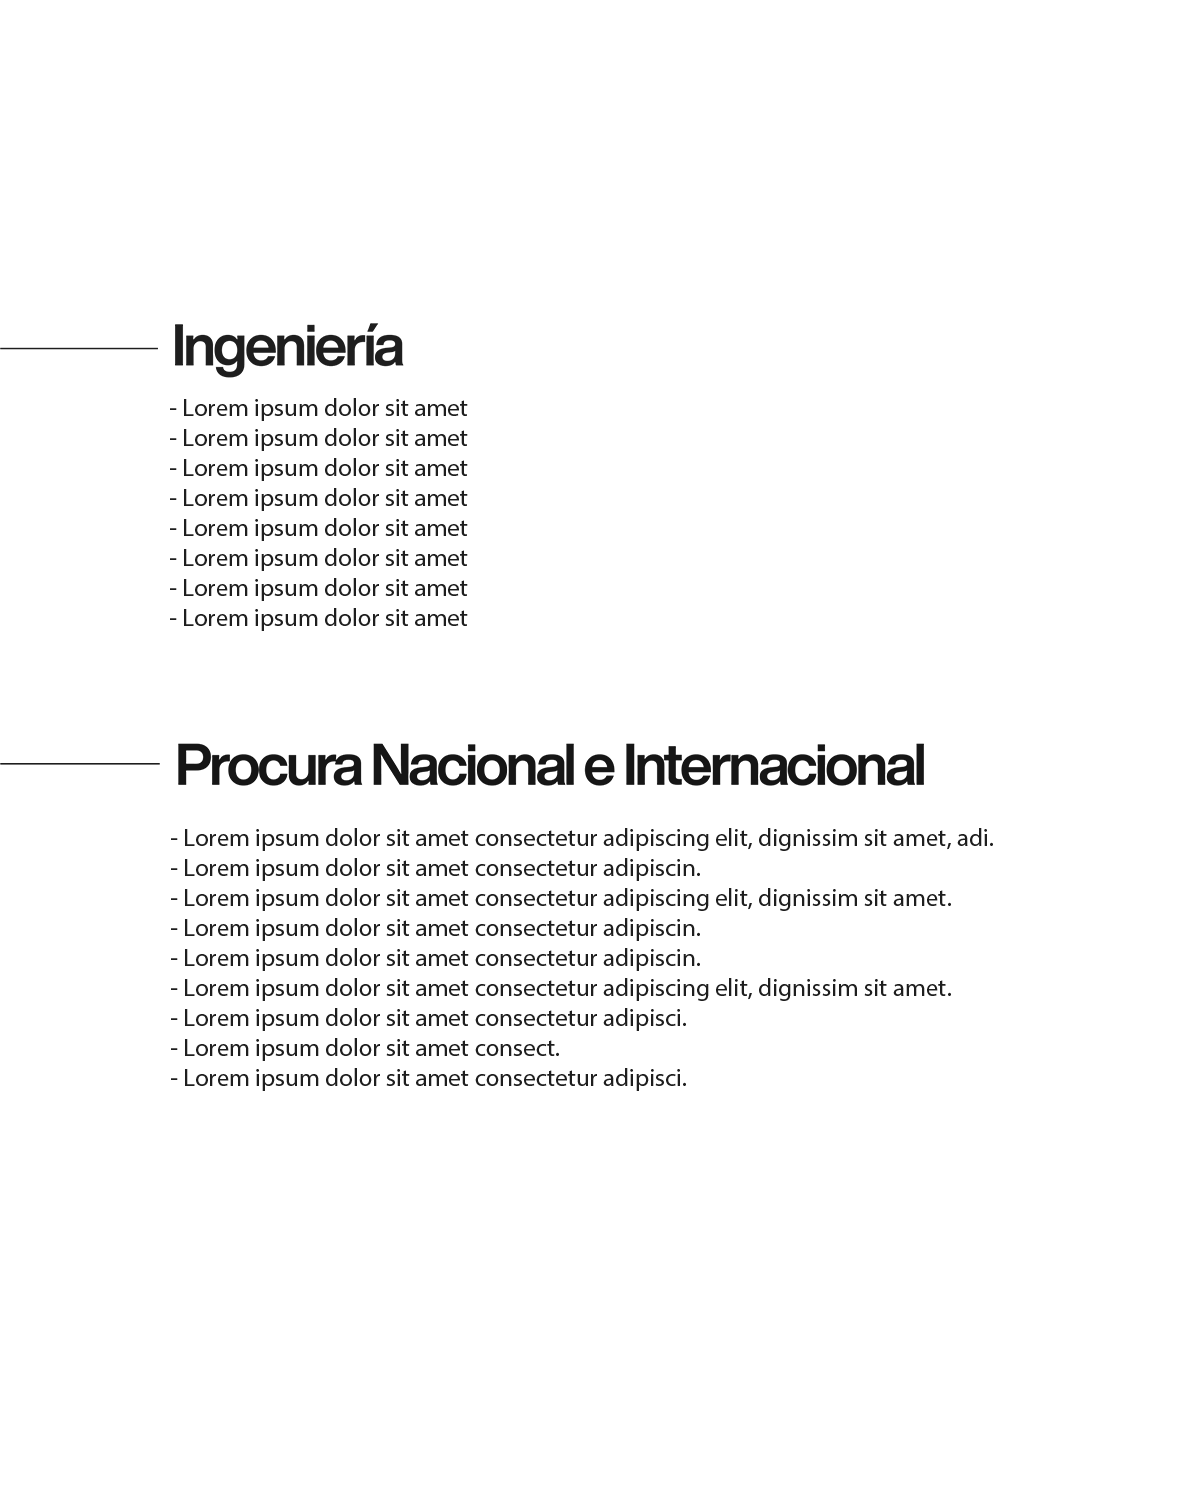 Ingeniería
- Lorem ipsum dolor sit amet
- Lorem ipsum dolor sit amet
- Lorem ipsum dolor sit amet
- Lorem ipsum dolor sit amet
- Lorem ipsum dolor sit amet
- Lorem ipsum dolor sit amet
- Lorem ipsum dolor sit amet
- Lorem ipsum dolor sit amet
Procura Nacional e Internacional
- Lorem ipsum dolor sit amet consectetur adipiscing elit, dignissim sit amet, adi.
- Lorem ipsum dolor sit amet consectetur adipiscin.
- Lorem ipsum dolor sit amet consectetur adipiscing elit, dignissim sit amet.
- Lorem ipsum dolor sit amet consectetur adipiscin.
- Lorem ipsum dolor sit amet consectetur adipiscin.
- Lorem ipsum dolor sit amet consectetur adipiscing elit, dignissim sit amet.
- Lorem ipsum dolor sit amet consectetur adipisci.
- Lorem ipsum dolor sit amet consect.
- Lorem ipsum dolor sit amet consectetur adipisci.